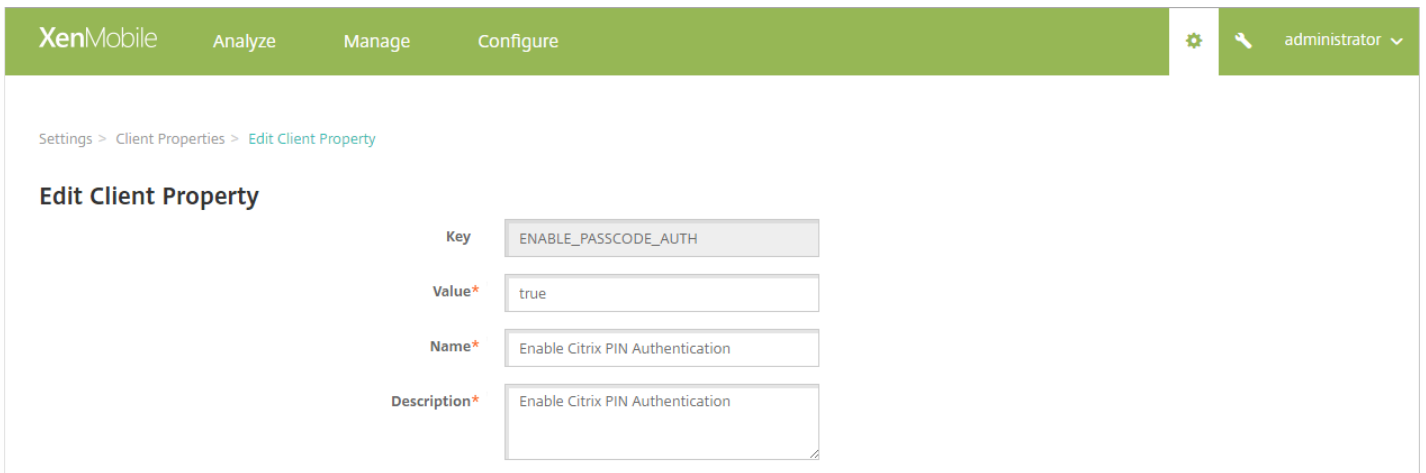 XenMobile Analyze Manage Configure administrator
Settings > Client Properties > Edit Client Property
Edit Client Property
Key ENABLE_PASSCODE_AUTH
Value* true
Name* Enable Citrix PIN Authentication
Description* Enable Citrix PIN Authentication